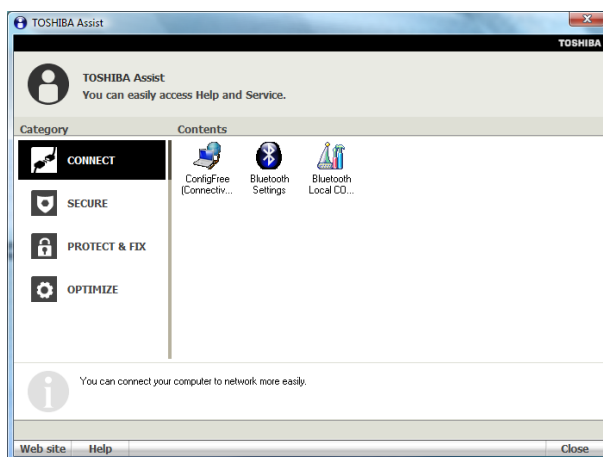 TOSHIBA Assist
TOSHIBA
TOSHIBA Assist
You can easily access Help and Service.
Category
Contents
CONNECT
SECURE
PROTECT & FIX
OPTIMIZE
ConfigFree
(Connectiv...
Bluetooth
Settings
Bluetooth
Local CO...
You can connect your computer to network more easily.
Web site
Help
Close